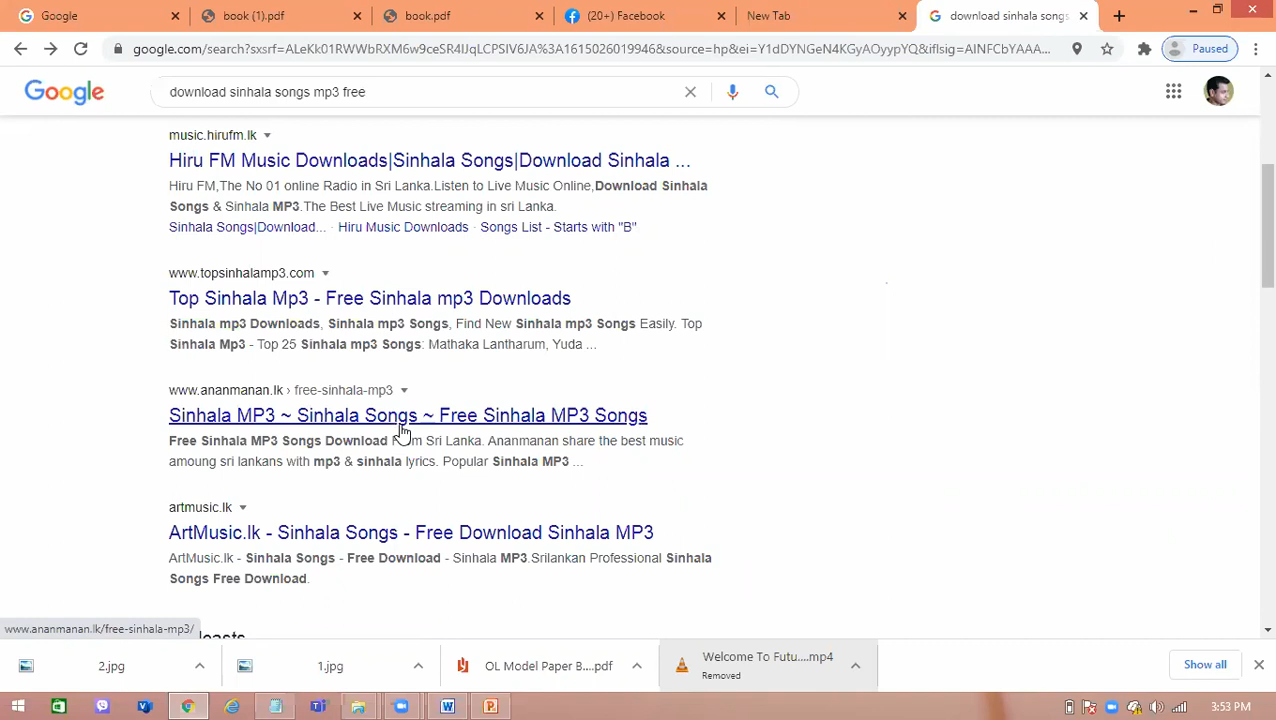 Google
book (1).pdf
book.pdf
(20+) Facebook
New Tab
download sinhala songs
google.com/search?sxsrf=ALeKk01RWWbRXM6w9ceSR4IJqLCPSIV6JA%3A1615026019946&source=hp&ei=Y1dDYNGeN4KGyAOyypYQ&iflsig=AINFCbYAAA...
Paused
Google
download sinhala songs mp3 free
music.hirufm.lk
Hiru FM Music Downloads|Sinhala Songs|Download Sinhala ...
Hiru FM,The No 01 online Radio in Sri Lanka.Listen to Live Music Online,Download Sinhala
Songs & Sinhala MP3.The Best Live Music streaming in sri Lanka.
Sinhala Songs|Download... · Hiru Music Downloads · Songs List - Starts with "B"
www.topsinhalamp3.com
Top Sinhala Mp3 - Free Sinhala mp3 Downloads
Sinhala mp3 Downloads, Sinhala mp3 Songs, Find New Sinhala mp3 Songs Easily. Top
Sinhala Mp3 - Top 25 Sinhala mp3 Songs: Mathaka Lantharum, Yuda ...
www.ananmanan.lk › free-sinhala-mp3
Sinhala MP3 ~ Sinhala Songs ~ Free Sinhala MP3 Songs
Free Sinhala MP3 Songs Download From Sri Lanka. Ananmanan share the best music
amoung sri lankans with mp3 & sinhala lyrics. Popular Sinhala MP3 ...
artmusic.lk
ArtMusic.lk - Sinhala Songs - Free Download Sinhala MP3
ArtMusic.lk - Sinhala Songs - Free Download - Sinhala MP3.Srilankan Professional Sinhala
Songs Free Download.
www.ananmanan.lk/free-sinhala-mp3/
2.jpg
1.jpg
OL Model Paper B....pdf
Welcome To Futu....mp4
Removed
Show all
3:53 PM